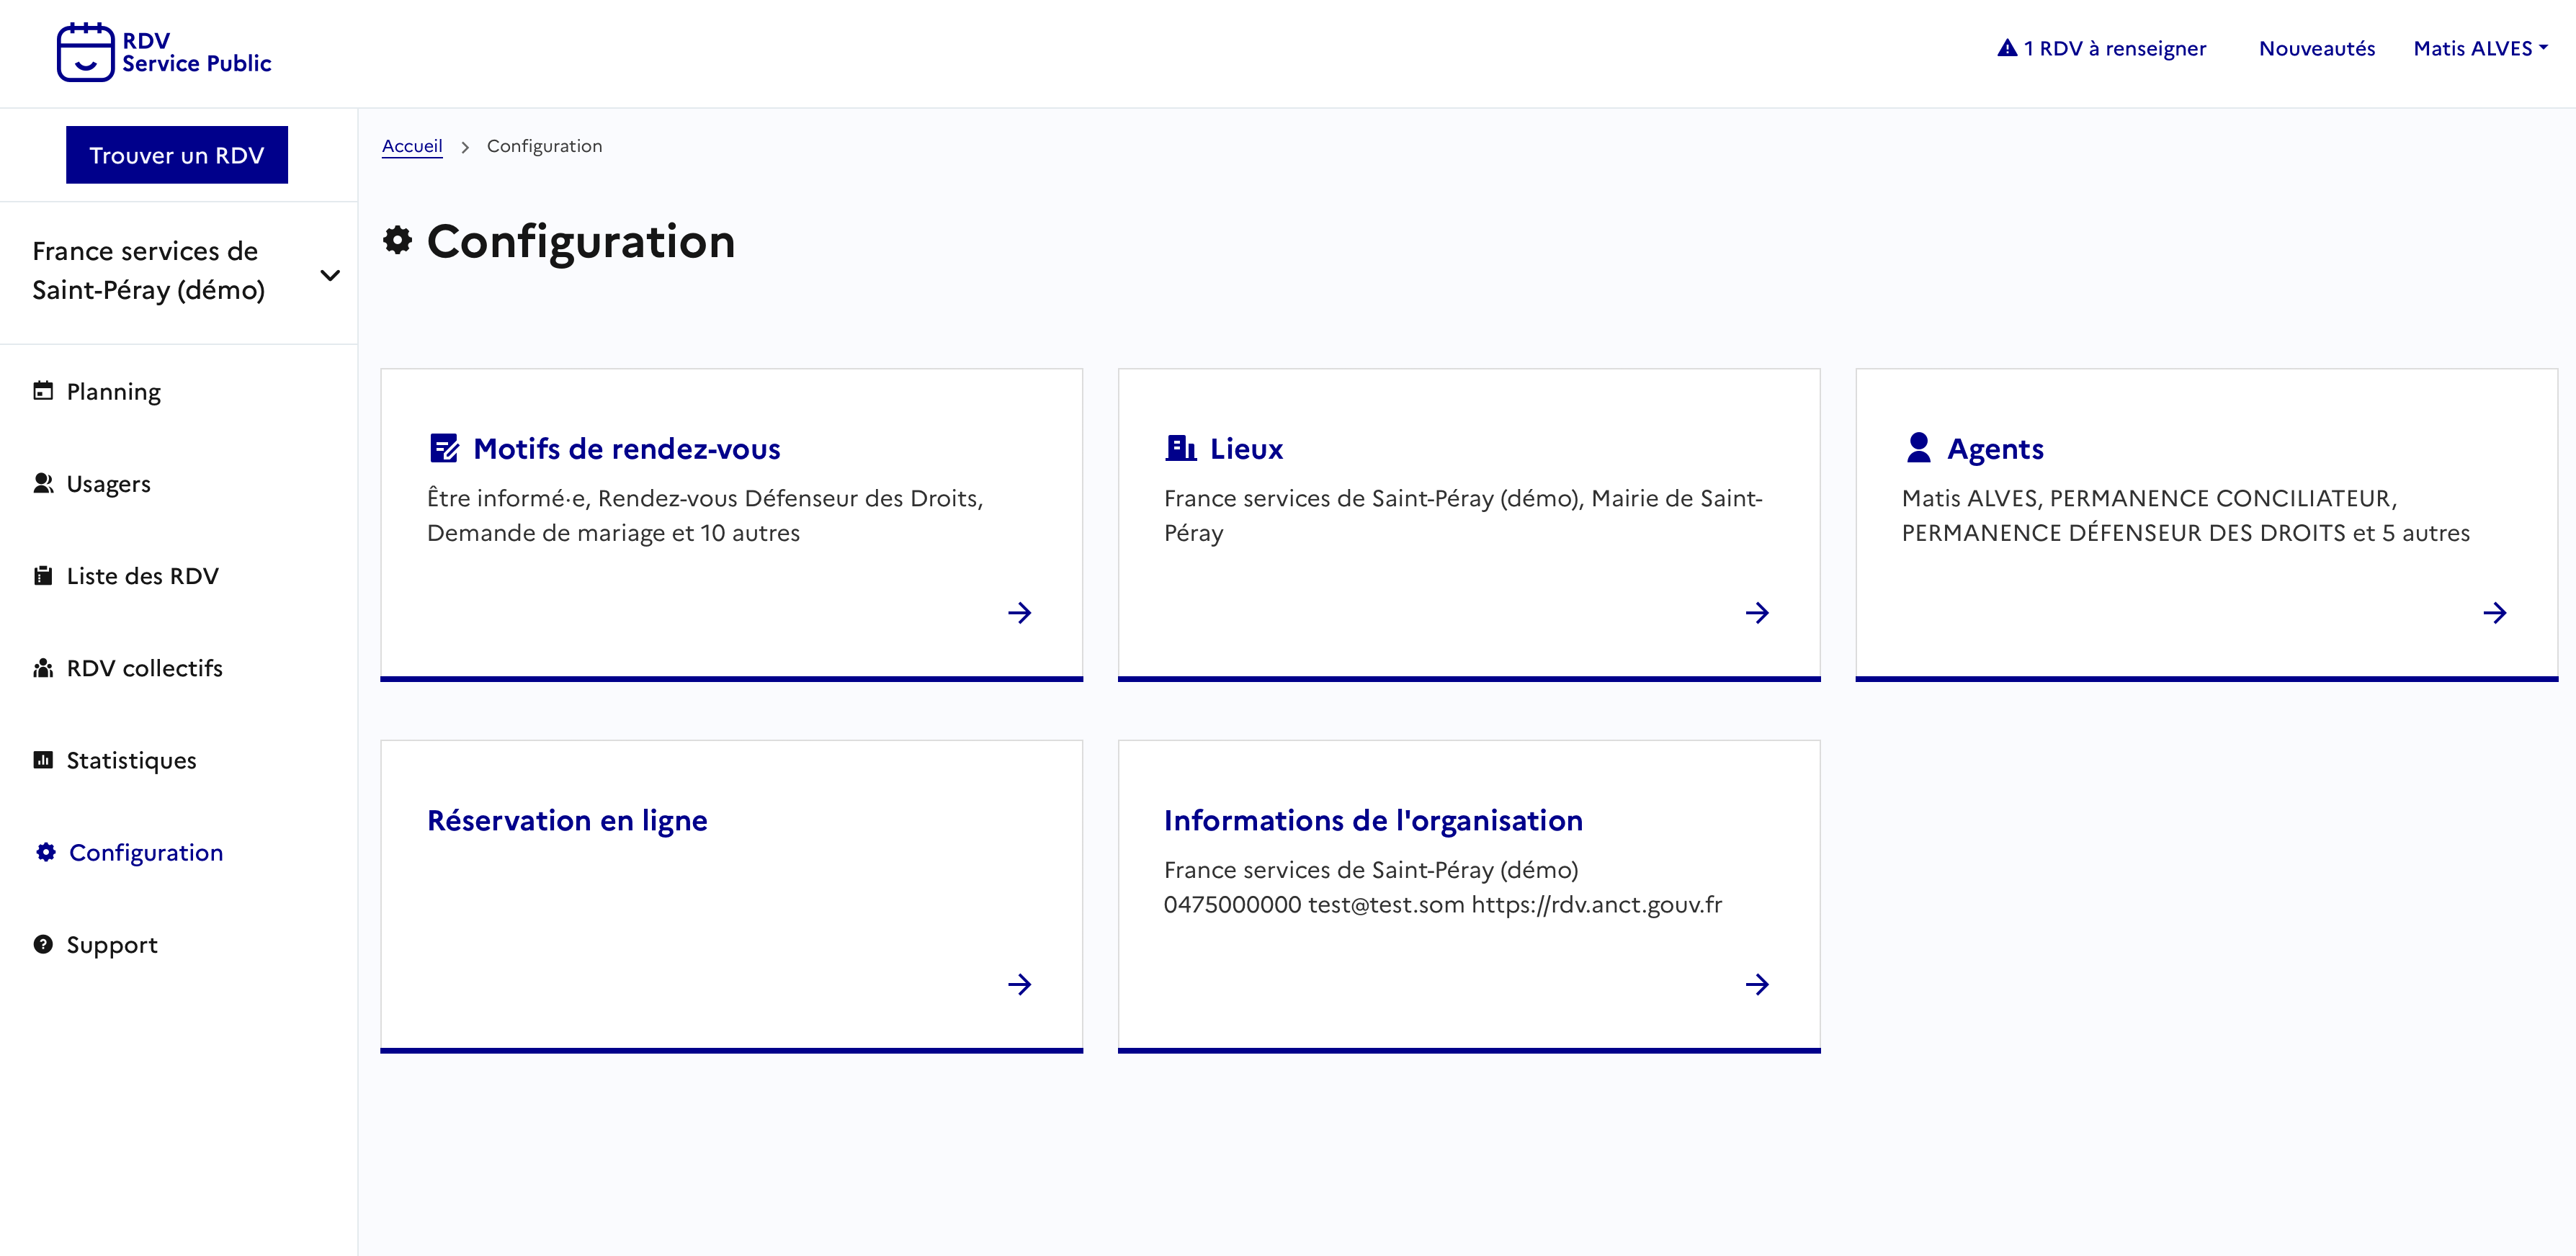 RDV
Service Public
1 RDV à renseigner
Nouveautés
Matis ALVES
Trouver un RDV
France services de
Saint-Péray (démo)
Planning
Usagers
Liste des RDV
RDV collectifs
Statistiques
Configuration
Support
Accueil
Configuration
Configuration
Motifs de rendez-vous
Être informé·e, Rendez-vous Défenseur des Droits,
Demande de mariage et 10 autres
Lieux
France services de Saint-Péray (démo), Mairie de Saint-
Péray
Agents
Matis ALVES, PERMANENCE CONCILIATEUR,
PERMANENCE DÉFENSEUR DES DROITS et 5 autres
Réservation en ligne
Informations de l'organisation
France services de Saint-Péray (démo)
0475000000 test@test.som https://rdv.anct.gouv.fr